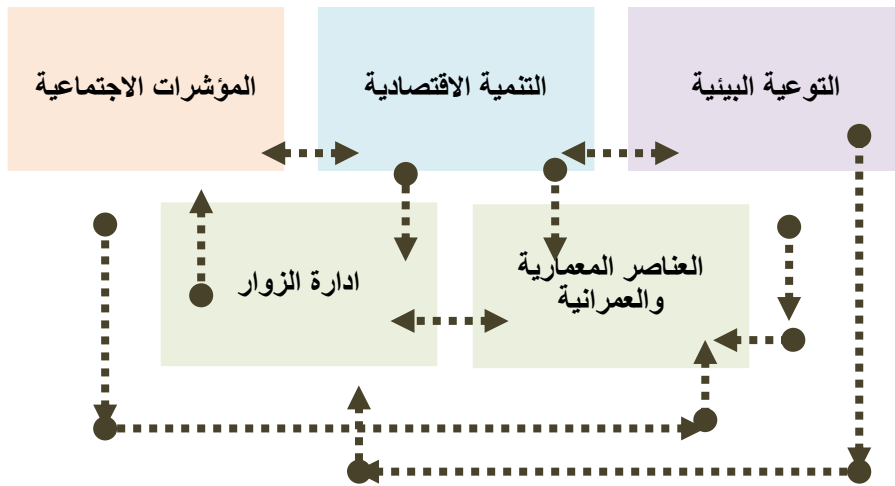 التوعية البيئية
التنمية الاقتصادية
المؤشرات الاجتماعية
العناصر المعمارية
والعمرانية
ادارة الزوار